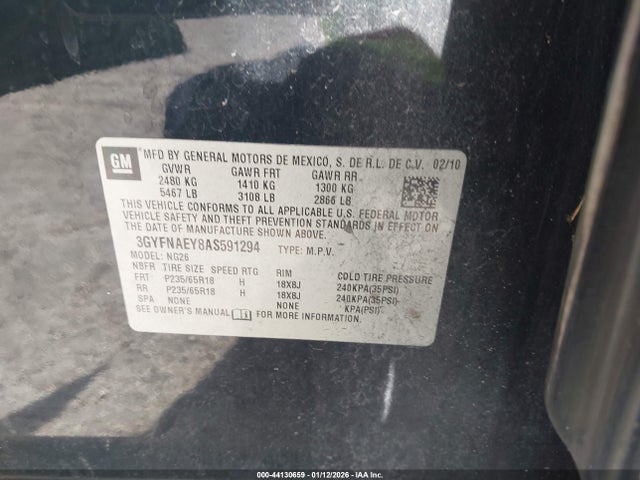 GM
MFD BY GENERAL MOTORS DE MEXICO, S. DE R.L. DE C.V. 02/10
GVWR GAWR FRT GAWR RR
2480 KG 1410 KG 1300 KG
5467 LB 3108 LB 2866 LB
THIS VEHICLE CONFORMS TO ALL APPLICABLE U.S. FEDERAL MOTOR
VEHICLE SAFETY AND THEFT PREVENTION STANDARDS IN EFFECT ON
THE DATE OF MANUFACTURE SHOWN ABOVE.
3GYFNAEY8AS591294 TYPE: M.P.V.
MODEL: NG26
NBFR TIRE SIZE SPEED RTG RIM COLD TIRE PRESSURE
FRT P235/65R18 H 18X8J 240KPA(35PSI)
RR P235/65R18 H 18X8J 240KPA(35PSI)
SPA NONE NONE KPA(PSI)
SEE OWNER'S MANUAL FOR MORE INFORMATION.
000-44130659 | 01/12/2026 - IAA Inc.